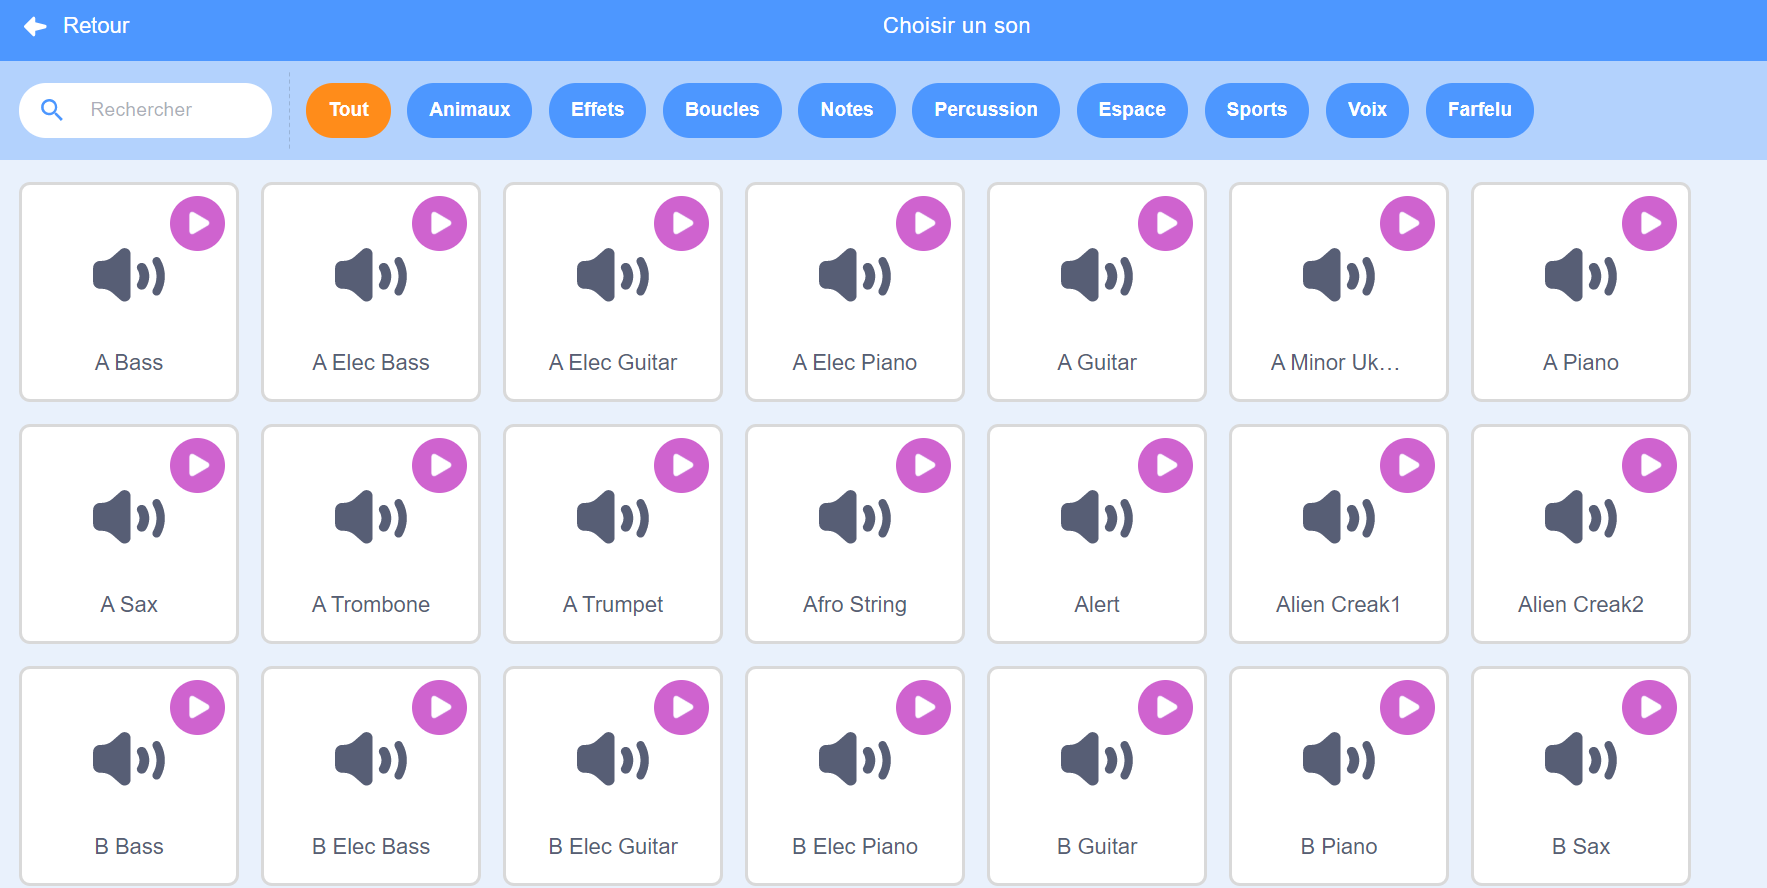 Retour
Choisir un son
Rechercher
Tout
Animaux
Effets
Boucles
Notes
Percussion
Espace
Sports
Voix
Farfelu
A Bass
A Elec Bass
A Elec Guitar
A Elec Piano
A Guitar
A Minor Uk…
A Piano
A Sax
A Trombone
A Trumpet
Afro String
Alert
Alien Creak1
Alien Creak2
B Bass
B Elec Bass
B Elec Guitar
B Elec Piano
B Guitar
B Piano
B Sax